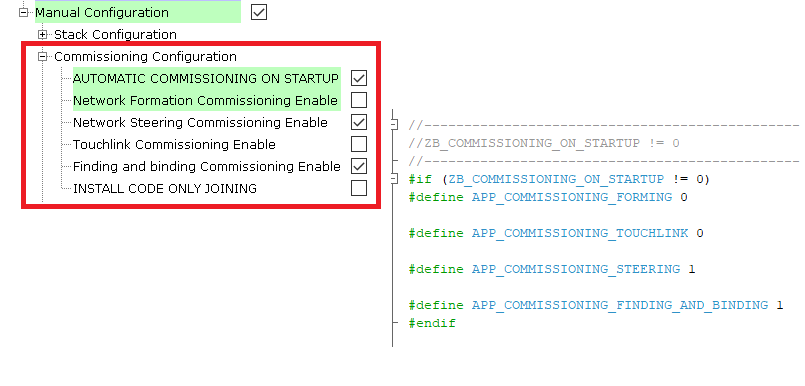 Manual Configuration
Stack Configuration
Commissioning Configuration
AUTOMATIC COMMISSIONING ON STARTUP
Network Formation Commissioning Enable
Network Steering Commissioning Enable
Touchlink Commissioning Enable
Finding and binding Commissioning Enable
INSTALL CODE ONLY JOINING
//--------------------------------------------------
//ZB_COMMISSIONING_ON_STARTUP != 0
//--------------------------------------------------
#if (ZB_COMMISSIONING_ON_STARTUP != 0)
#define APP_COMMISSIONING_FORMING 0
#define APP_COMMISSIONING_TOUCHLINK 0
#define APP_COMMISSIONING_STEERING 1
#define APP_COMMISSIONING_FINDING_AND_BINDING 1
#endif